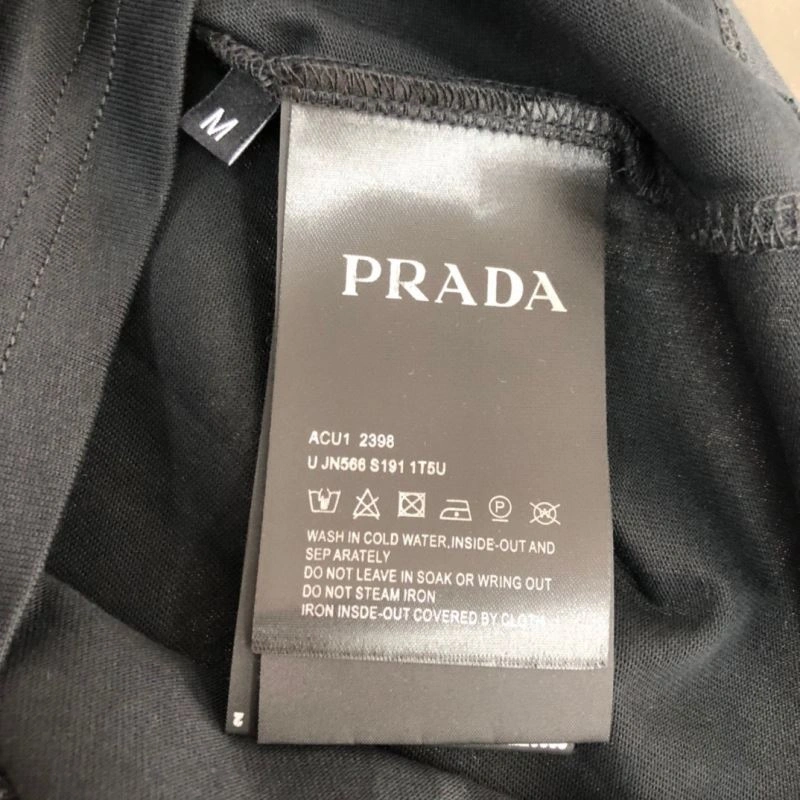 M
PRADA
ACU1 2398
U JN566 S191 1T5U
P
W
WASH IN COLD WATER,INSIDE-OUT AND
SEP ARATELY
DO NOT LEAVE IN SOAK OR WRING OUT
DO NOT STEAM IRON
IRON INSDE-OUT COVERED BY CLOTH
2